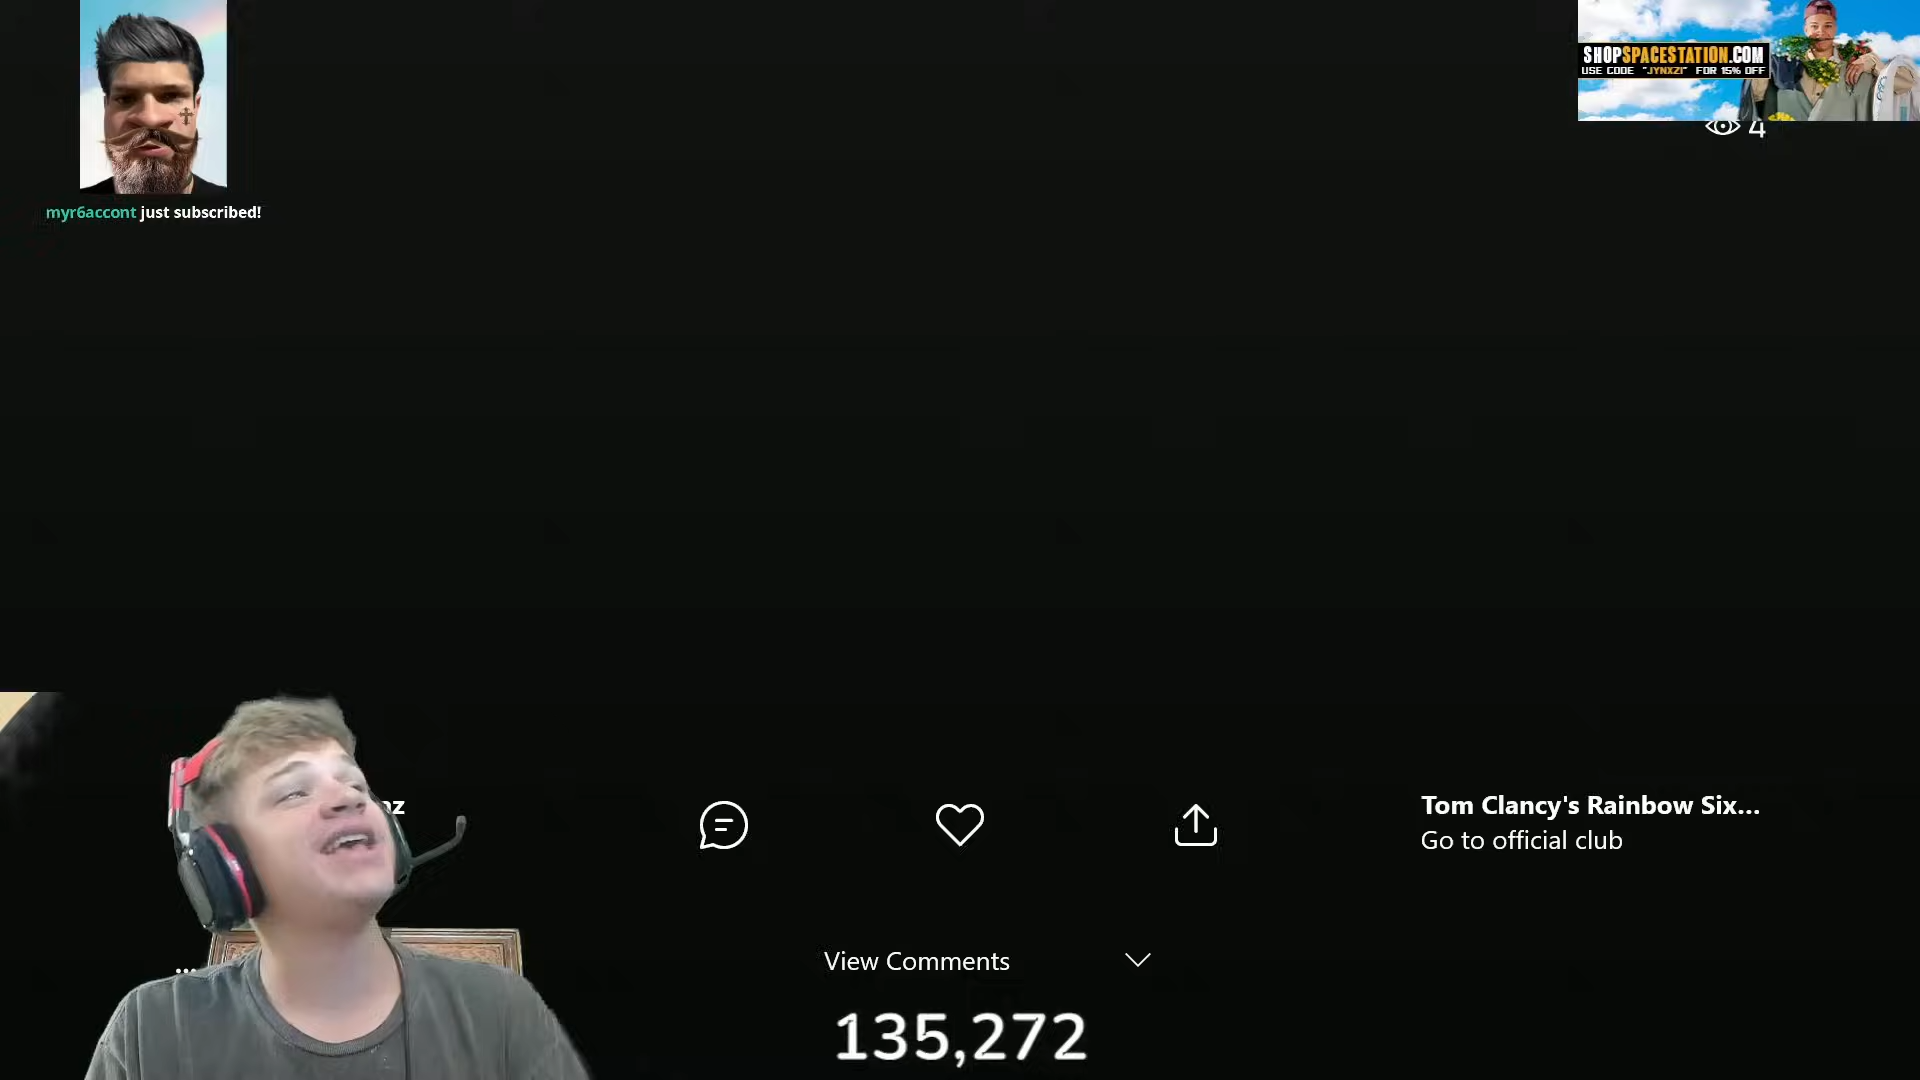 SHOPSPACESTATION.COM
USE CODE "JYNXZI" FOR 15% OFF
4
myr6accont just subscribed!
Tom Clancy's Rainbow Six...
Go to official club
...
View Comments
135,272